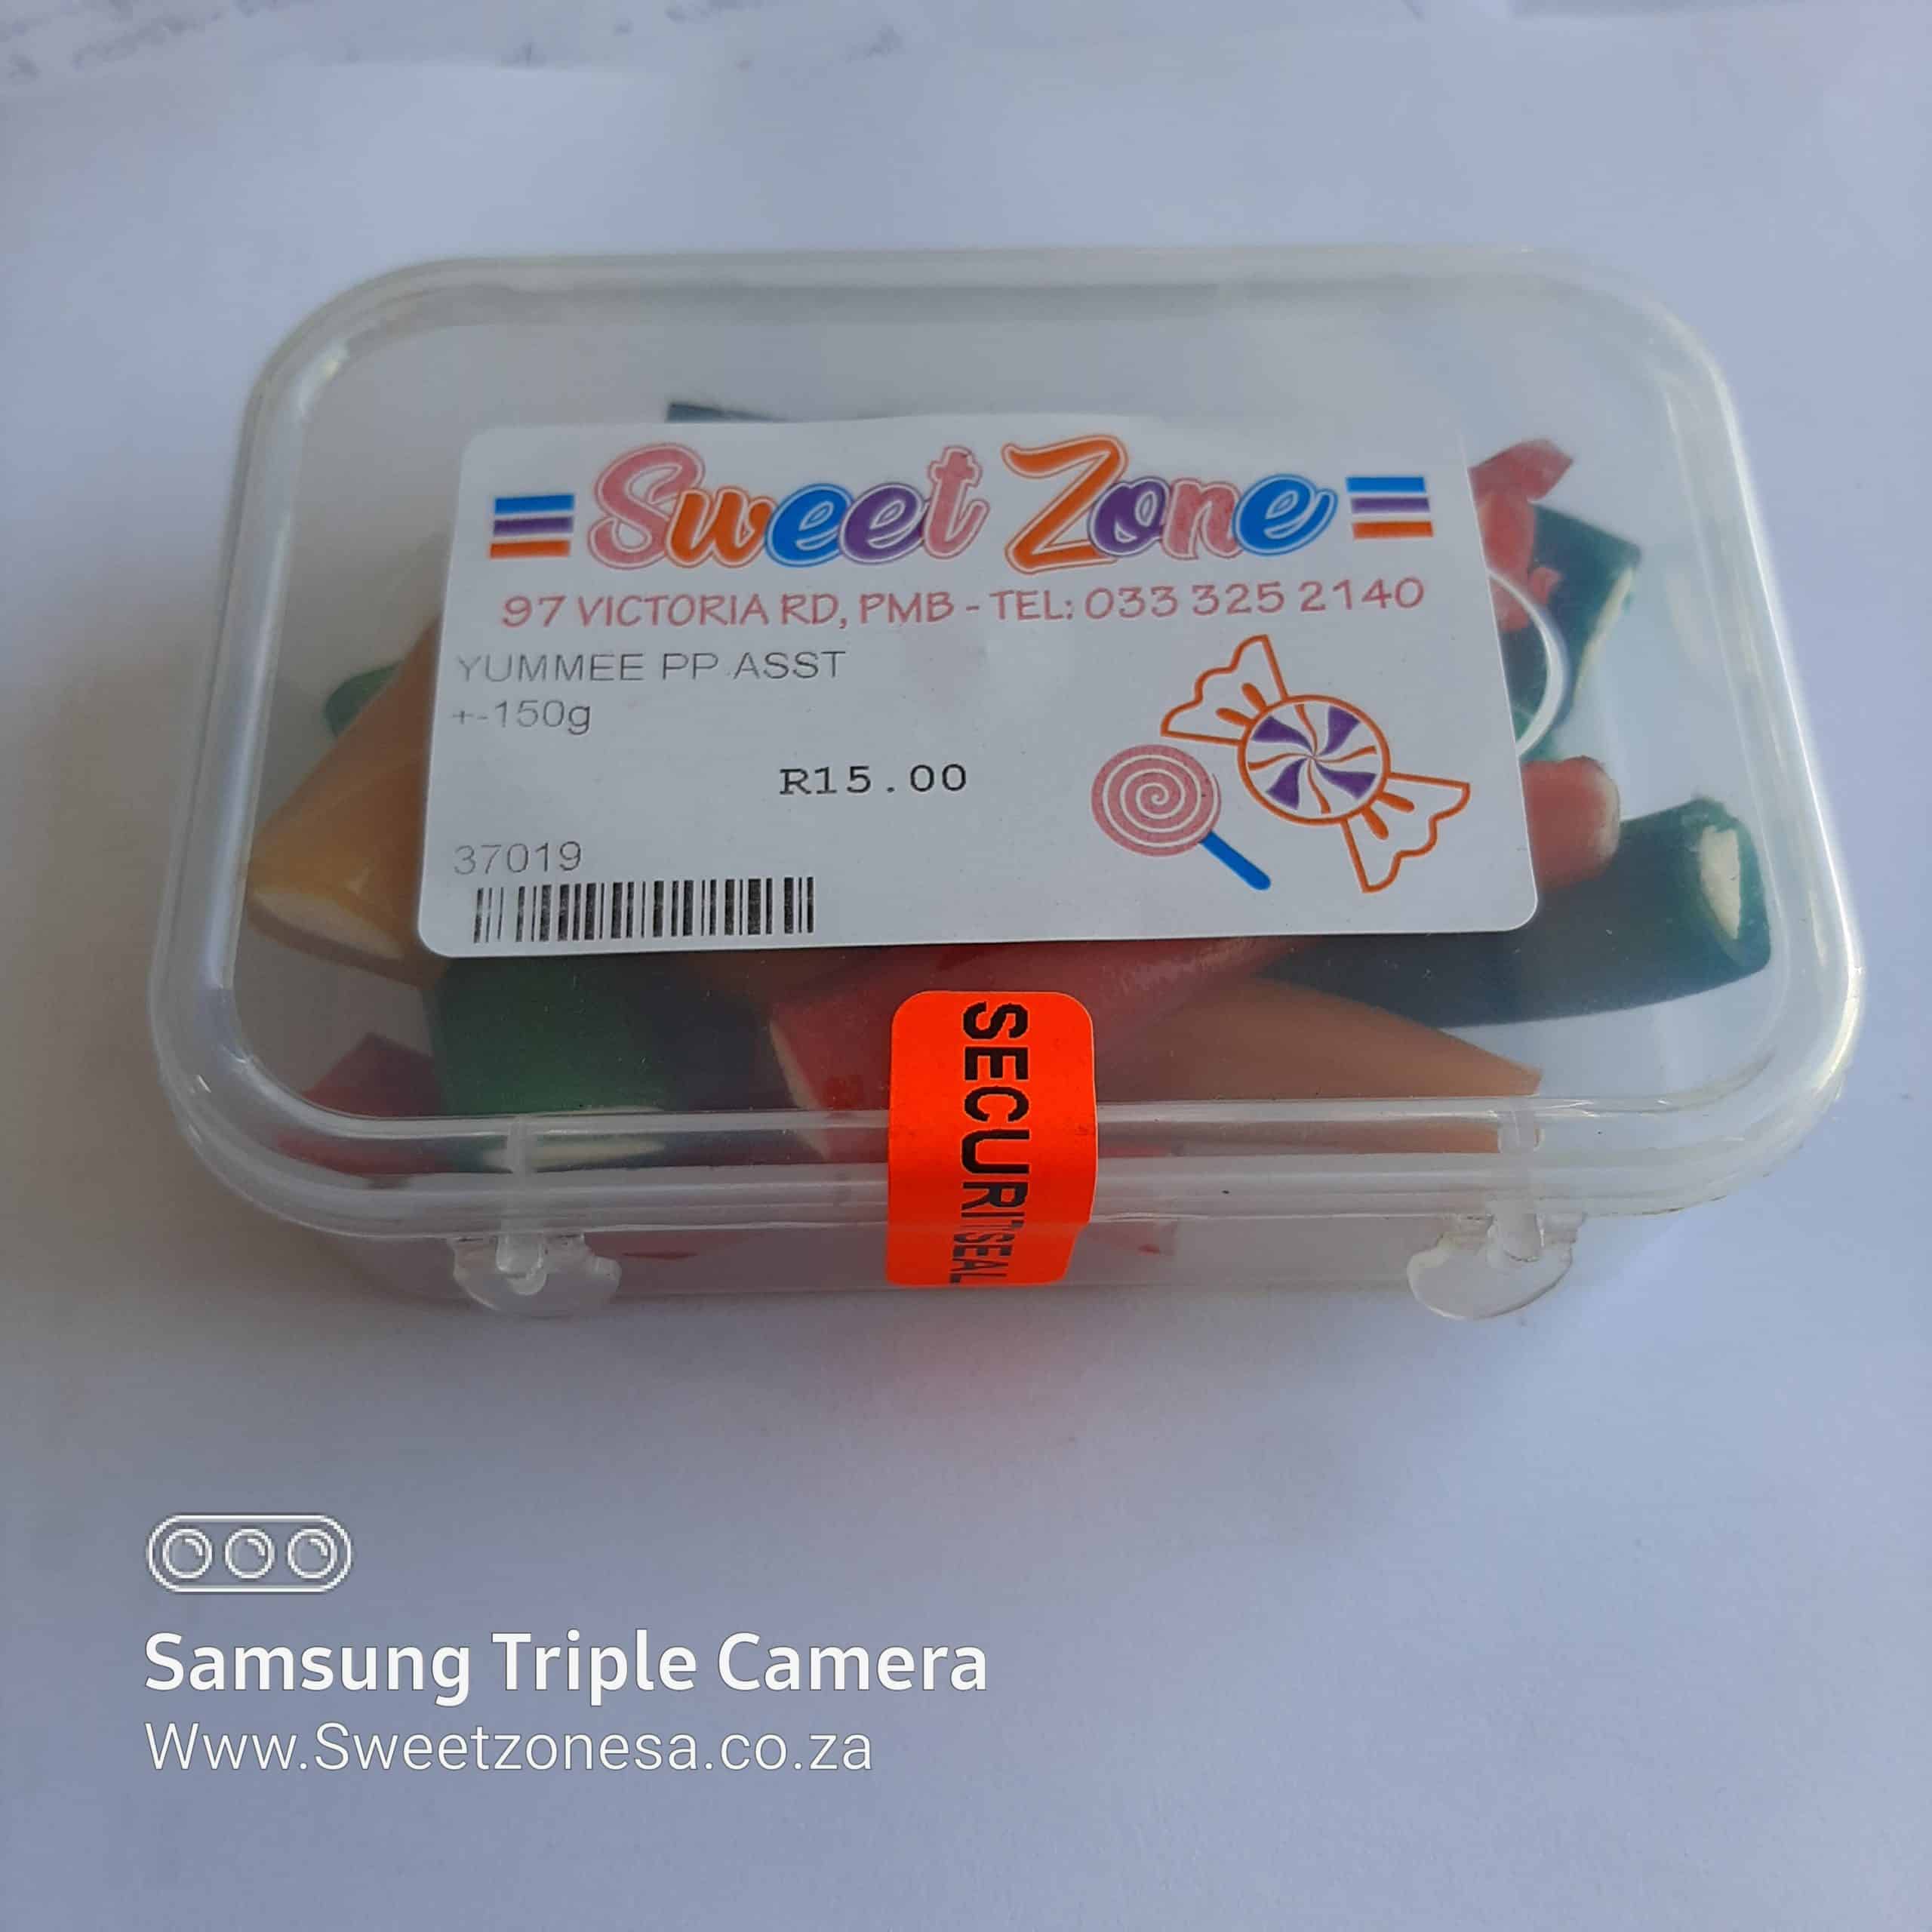 Sweet Zone
97 VICTORIA RD, PMB - TEL: 033 325 2140
YUMMEE PP ASST
+-150g
R15.00
37019
SECURITSEAL
Samsung Triple Camera
Www.Sweetzonesa.co.za